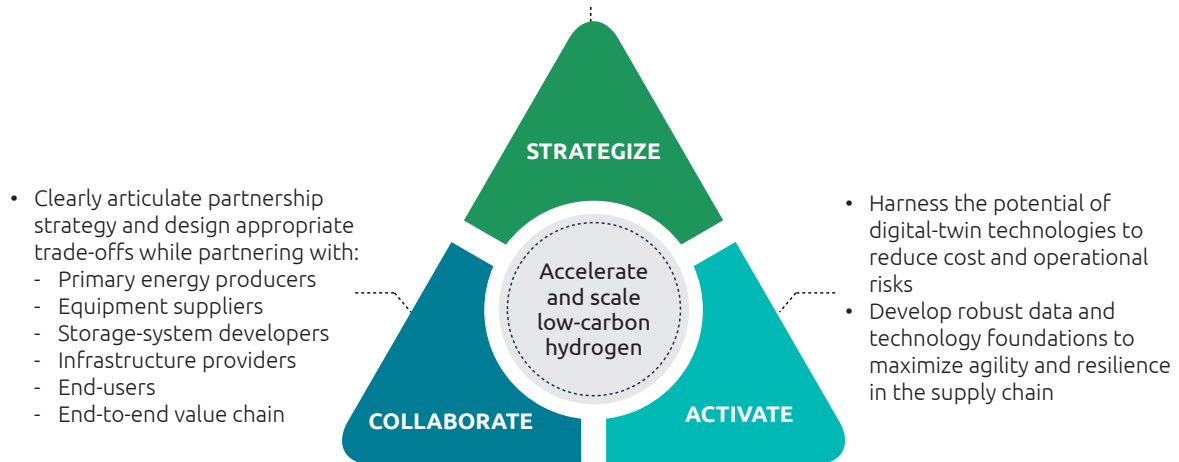 STRATEGIZE
• Clearly articulate partnership
strategy and design appropriate
trade-offs while partnering with:
- Primary energy producers
- Equipment suppliers
- Storage-system developers
- Infrastructure providers
- End-users
- End-to-end value chain
Accelerate
and scale
low-carbon
hydrogen
• Harness the potential of
digital-twin technologies to
reduce cost and operational
risks
• Develop robust data and
technology foundations to
maximize agility and resilience
in the supply chain
COLLABORATE
ACTIVATE